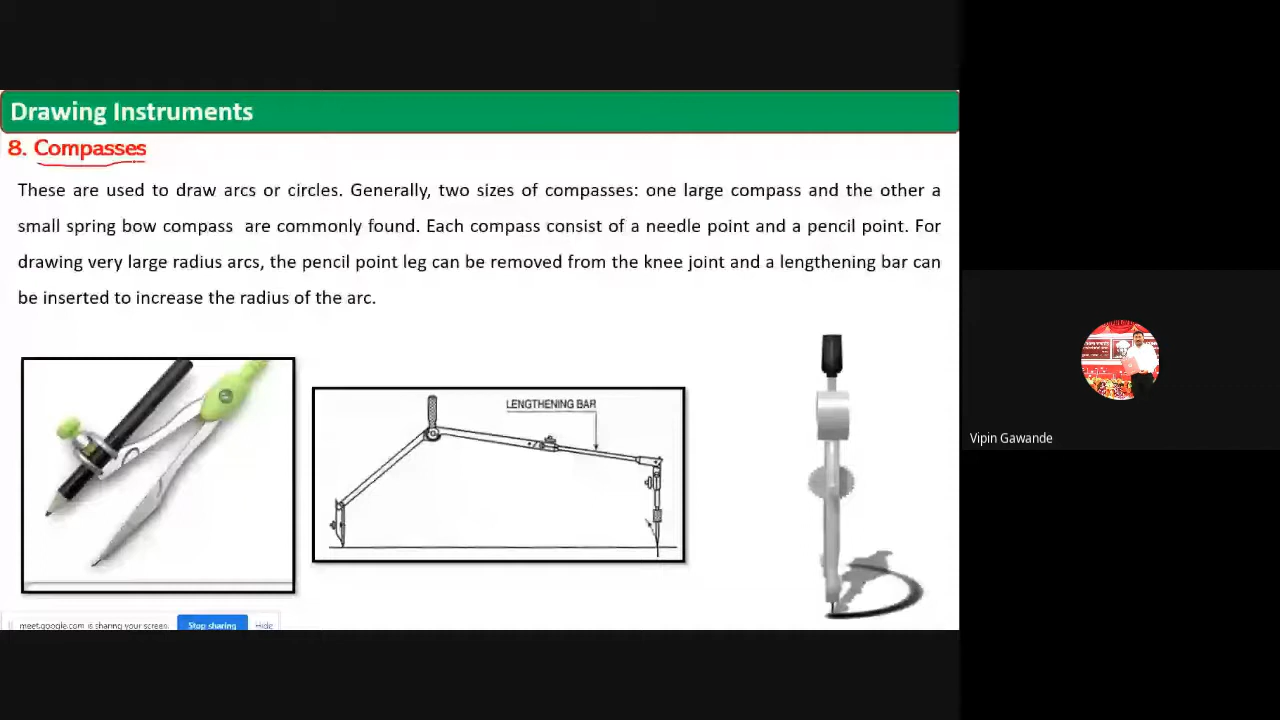 Drawing Instruments
8. Compasses
These are used to draw arcs or circles. Generally, two sizes of compasses: one large compass and the other a
small spring bow compass are commonly found. Each compass consist of a needle point and a pencil point. For
drawing very large radius arcs, the pencil point leg can be removed from the knee joint and a lengthening bar can
be inserted to increase the radius of the arc.
LENGTHENING BAR
Vipin Gawande
meet.google.com is sharing your screen. Stop sharing Hide